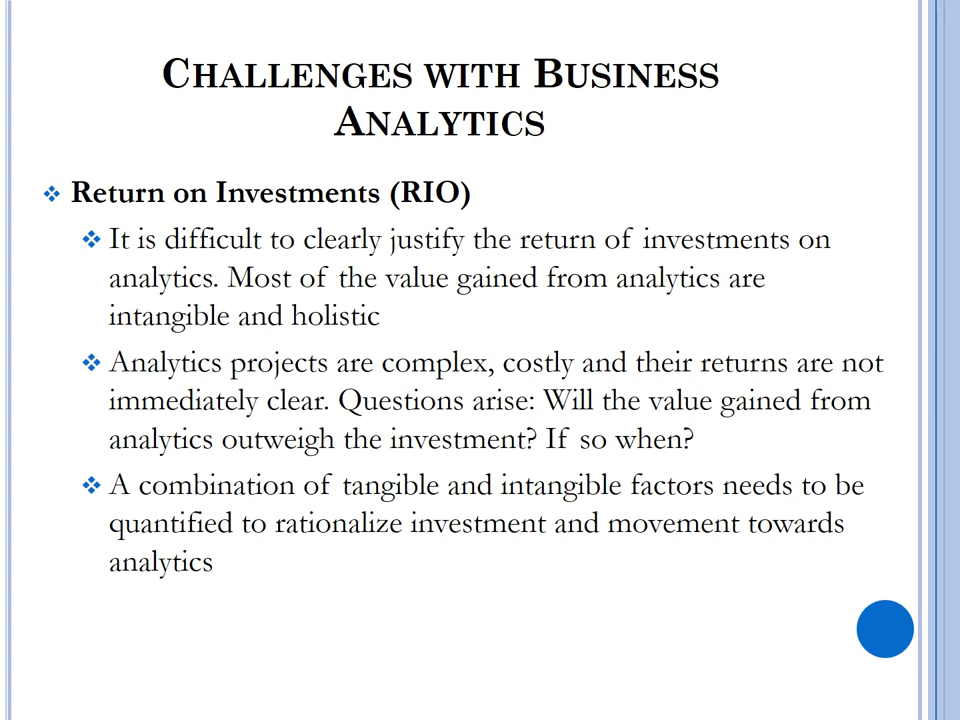 CHALLENGES WITH BUSINESS
ANALYTICS
Return on Investments (RIO)
It is difficult to clearly justify the return of investments on
analytics. Most of the value gained from analytics are
intangible and holistic
Analytics projects are complex, costly and their returns are not
immediately clear. Questions arise: Will the value gained from
analytics outweigh the investment? If so when?
A combination of tangible and intangible factors needs to be
quantified to rationalize investment and movement towards
analytics